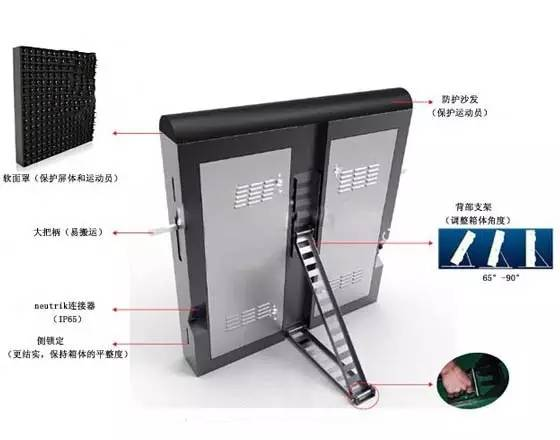 防护沙发
（保护运动员）
软面罩（保护屏体和运动员）
背部支架
（调整箱体角度）
大把柄（易搬运）
65°-90°
neutrik连接器
（IP65）
侧锁定
（更结实，保持箱体的平整度）